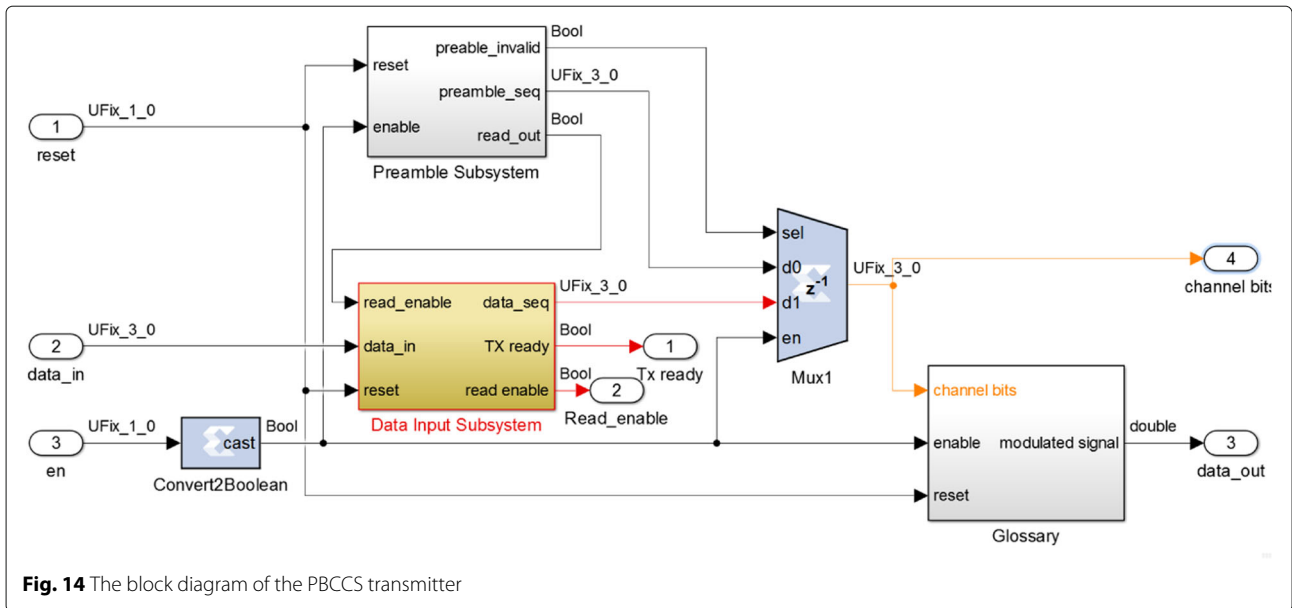 Bool
preable_invalid
reset
UFix_3_0
preamble_seq
Bool
UFix_1_0
1
enable
read_out
reset
Preamble Subsystem
sel
UFix_3_0
d0
UFix_3_0
4
z-1
channel bits
read_enable
data_seq
d1
UFix_3_0
Bool
2
data_in
TX ready
1
en
data_in
Bool
Tx ready
Mux1
reset
read enable
2
channel bits
UFix_1_0
Bool
Data Input Subsystem
Read_enable
3
cast
enable
modulated signal
double
3
en
data_out
Convert2Boolean
reset
Glossary
Fig. 14 The block diagram of the PBCCS transmitter